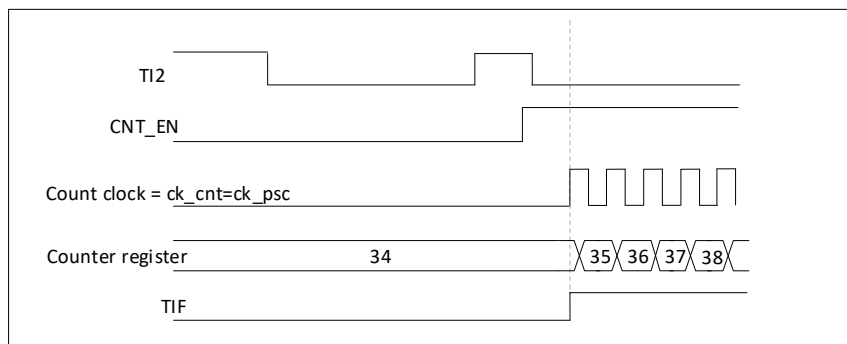 TI2
CNT_EN
Count clock = ck_cnt=ck_psc
Counter register 34 35 36 37 38
TIF